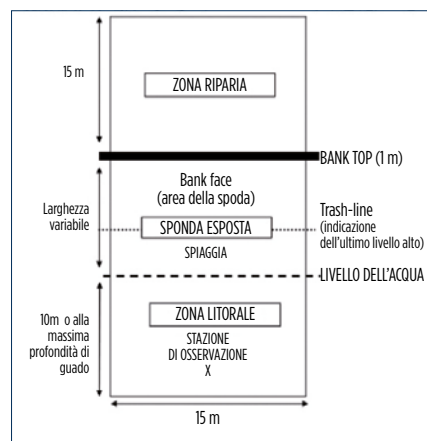 15 m
ZONA RIPARIA
BANK TOP (1 m)
Bank face
(area della spoda)
Larghezza
variabile
SPONDA ESPOSTA
SPIAGGIA
Trash-line
(indicazione
dell'ultimo livello alto)
LIVELLO DELL'ACQUA
10m o alla
massima
profondità di
guado
ZONA LITORALE
STAZIONE
DI OSSERVAZIONE
X
15 m